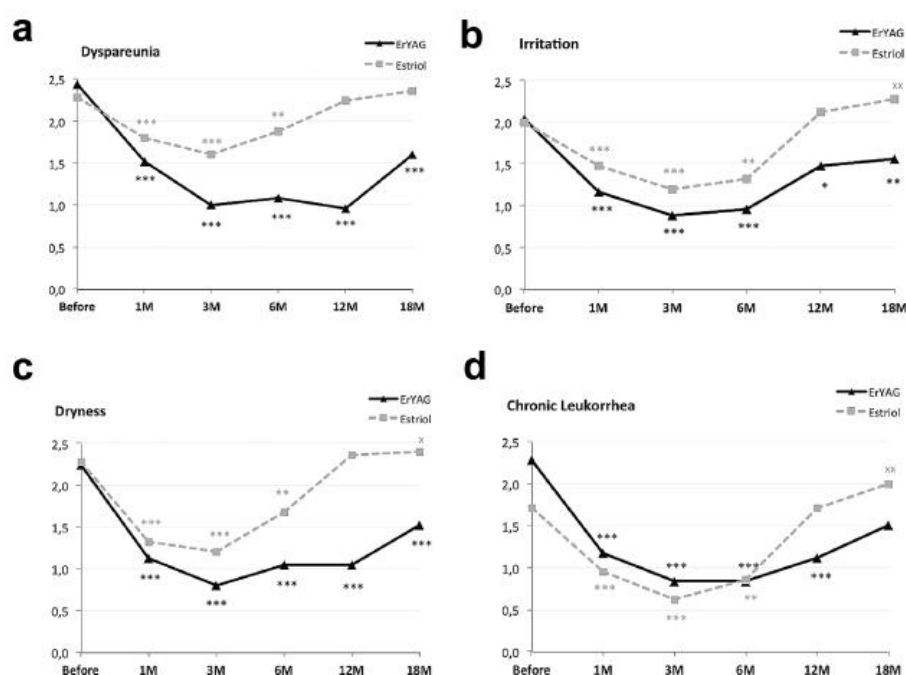 a
Dyspareunia
ErYAG
Estriol
2,5
2,0
1,5
1,0
0,5
0,0
*** *** **
*** *** *** *** ***
Before 1M 3M 6M 12M 18M
b
Irritation
ErYAG
Estriol
2,5
2,0
1,5
1,0
0,5
0,0
xx
*** *** **
*** *** *** * **
Before 1M 3M 6M 12M 18M
c
Dryness
ErYAG
Estriol
2,5
2,0
1,5
1,0
0,5
0,0
x
*** *** **
*** *** *** *** ***
Before 1M 3M 6M 12M 18M
d
Chronic Leukorrhea
ErYAG
Estriol
2,5
2,0
1,5
1,0
0,5
0,0
xx
*** *** *** ***
*** *** **
Before 1M 3M 6M 12M 18M